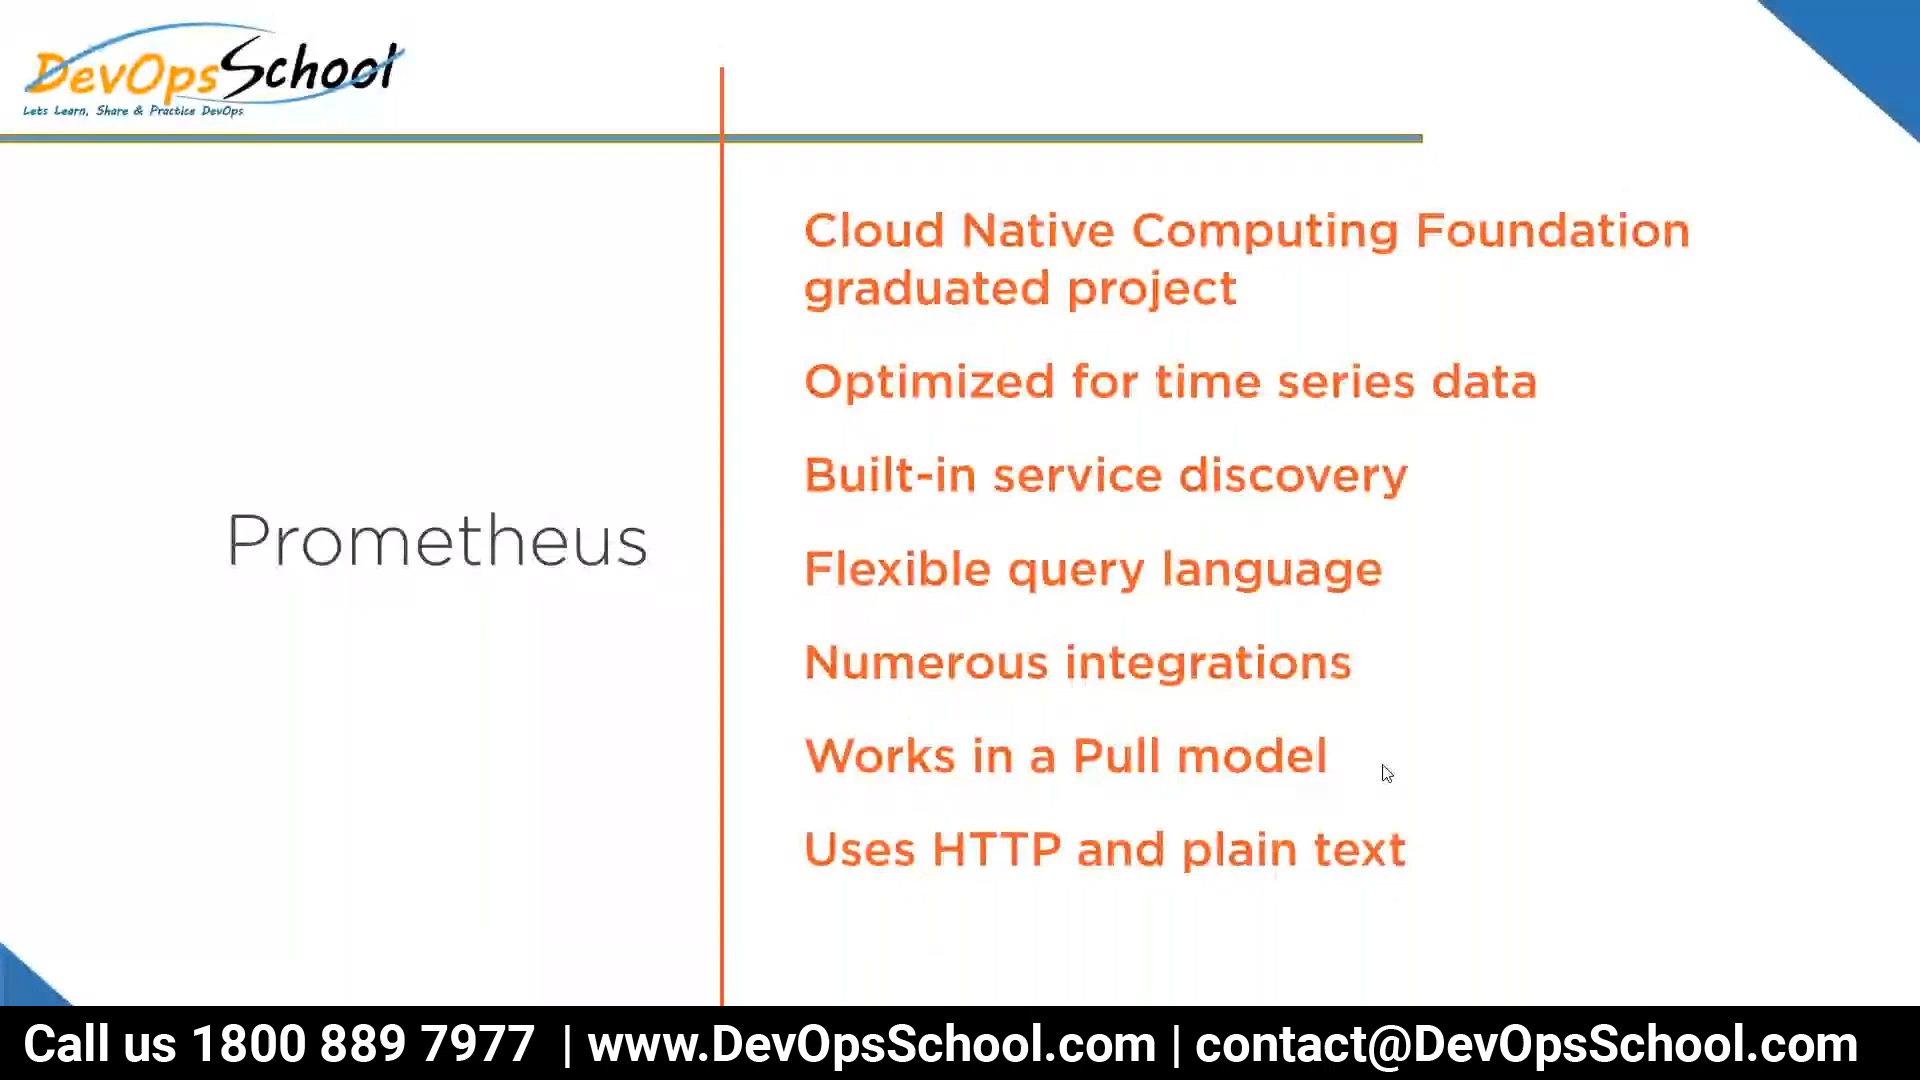 DevOpsSchool
Lets Learn, Share & Practice DevOps
Prometheus
Cloud Native Computing Foundation
graduated project
Optimized for time series data
Built-in service discovery
Flexible query language
Numerous integrations
Works in a Pull model
Uses HTTP and plain text
Call us 1800 889 7977 | www.DevOpsSchool.com | contact@DevOpsSchool.com